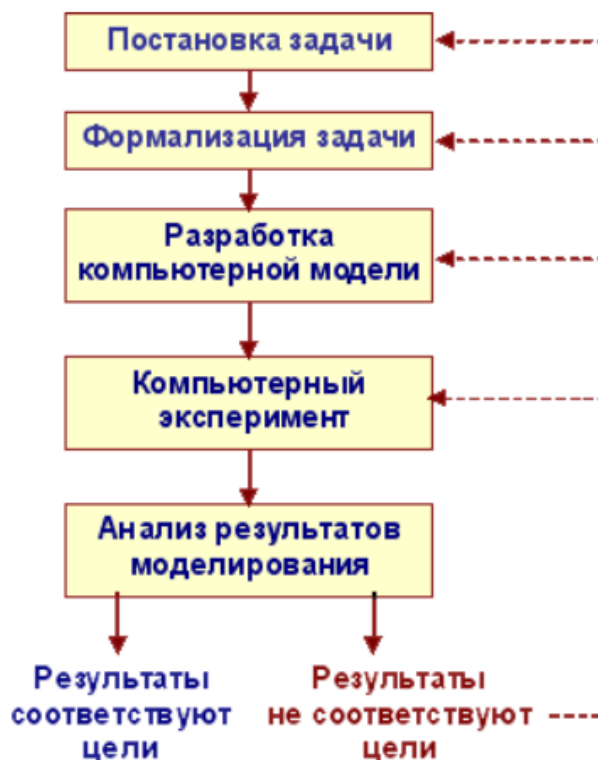 Постановка задачи
Формализация задачи
Разработка
компьютерной модели
Компьютерный
эксперимент
Анализ результатов
моделирования
Результаты
соответствуют
цели
Результаты
не соответствуют
цели